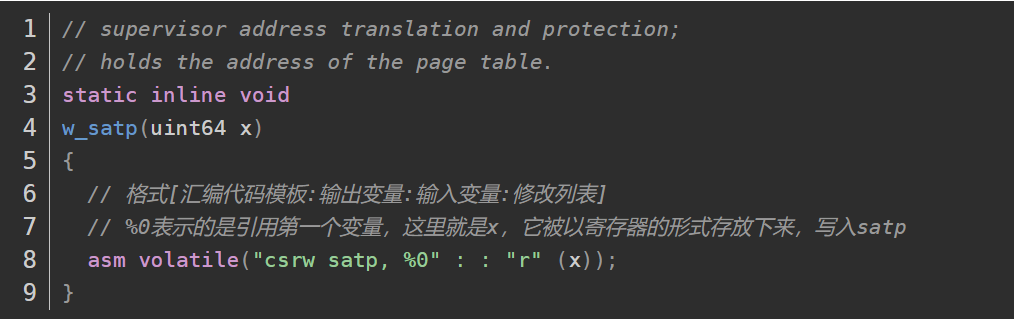 1 // supervisor address translation and protection;
2 // holds the address of the page table.
3 static inline void
4 w_satp(uint64 x)
5 {
6   // 格式[汇编代码模板:输出变量:输入变量:修改列表]
7   // %0表示的是引用第一个变量，这里就是x，它被以寄存器的形式存放下来，写入satp
8   asm volatile("csrw satp, %0" : : "r" (x));
9 }